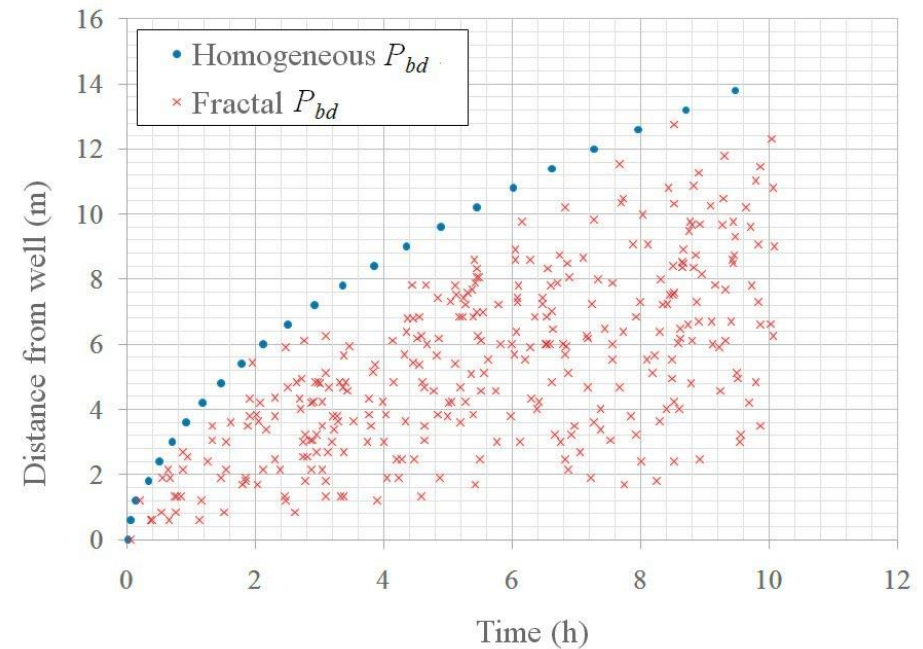 16
14
12
10
8
6
4
2
0
Distance from well (m)
Homogeneous P_bd
Fractal P_bd
0 2 4 6 8 10 12
Time (h)